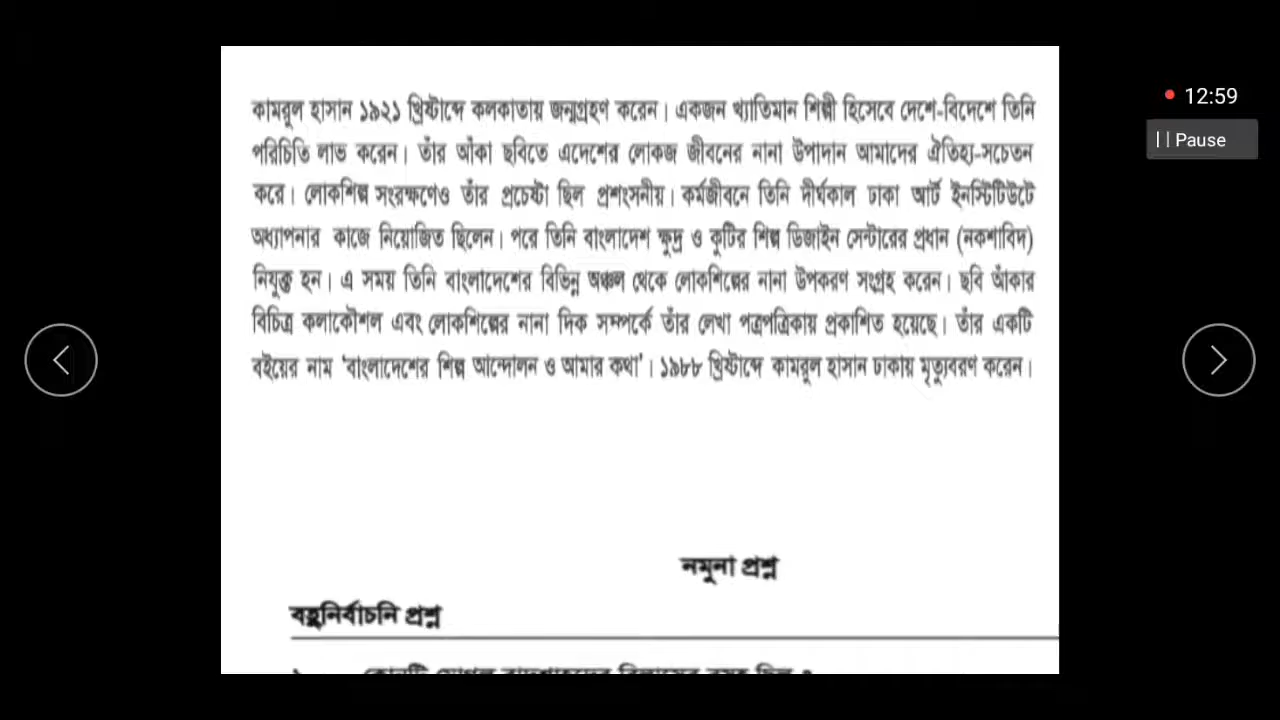 কামরুল হাসান ১৯২১ খ্রিষ্টাব্দে কলকাতায় জন্মগ্রহণ করেন। একজন খ্যাতিমান শিল্পী হিসেবে দেশে-বিদেশে তিনি
পরিচিতি লাভ করেন। তাঁর আঁকা ছবিতে এদেশের লোকজ জীবনের নানা উপাদান আমাদের ঐতিহ্য-সচেতন
করে। লোকশিল্প সংরক্ষণেও তাঁর প্রচেষ্টা ছিল প্রশংসনীয়। কর্মজীবনে তিনি দীর্ঘকাল ঢাকা আর্ট ইনস্টিটিউটে
অধ্যাপনার কাজে নিয়োজিত ছিলেন। পরে তিনি বাংলাদেশ ক্ষুদ্র ও কুটির শিল্প ডিজাইন সেন্টারের প্রধান (নকশাবিদ)
নিযুক্ত হন। এ সময় তিনি বাংলাদেশের বিভিন্ন অঞ্চল থেকে লোকশিল্পের নানা উপকরণ সংগ্রহ করেন। ছবি আঁকার
বিচিত্র কলাকৌশল এবং লোকশিল্পের নানা দিক সম্পর্কে তাঁর লেখা পত্রপত্রিকায় প্রকাশিত হয়েছে। তাঁর একটি
বইয়ের নাম ‘বাংলাদেশের শিল্প আন্দোলন ও আমার কথা’। ১৯৮৮ খ্রিষ্টাব্দে কামরুল হাসান ঢাকায় মৃত্যুবরণ করেন।
12:59
Pause
নমুনা প্রশ্ন
বহুনির্বাচনি প্রশ্ন